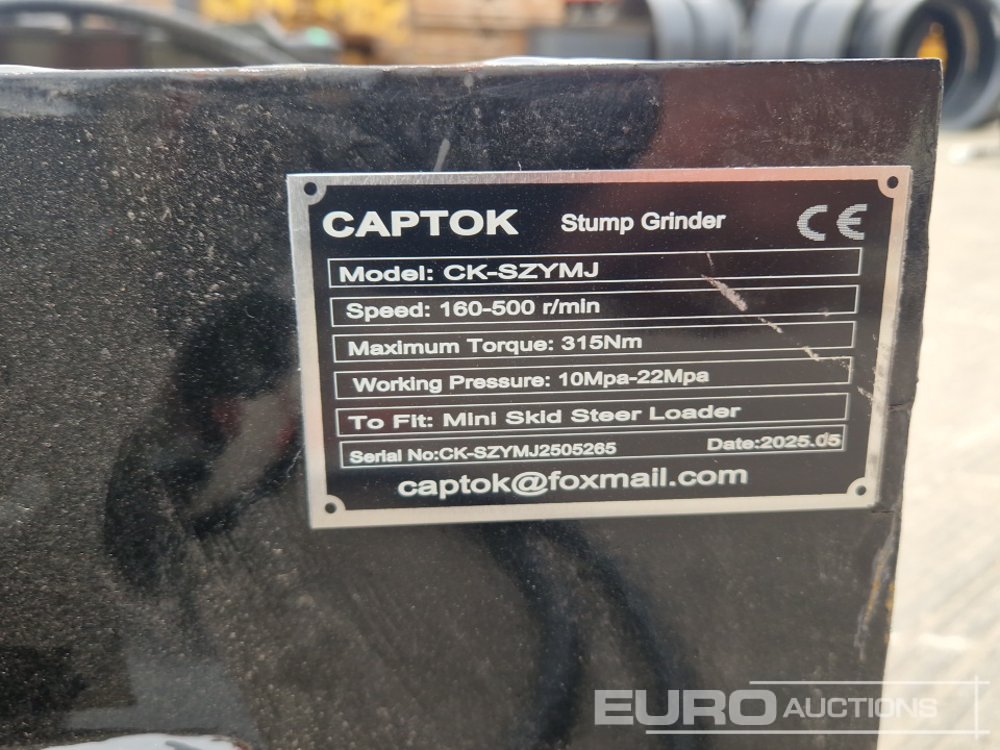 CAPTOK Stump Grinder CE
Model: CK-SZYMJ
Speed: 160-500 r/min
Maximum Torque: 315Nm
Working Pressure: 10Mpa-22Mpa
To Fit: Mini Skid Steer Loader
Serial No:CK-SZYMJ2505265 Date:2025.05
captok@foxmail.com
EURO AUCTIONS